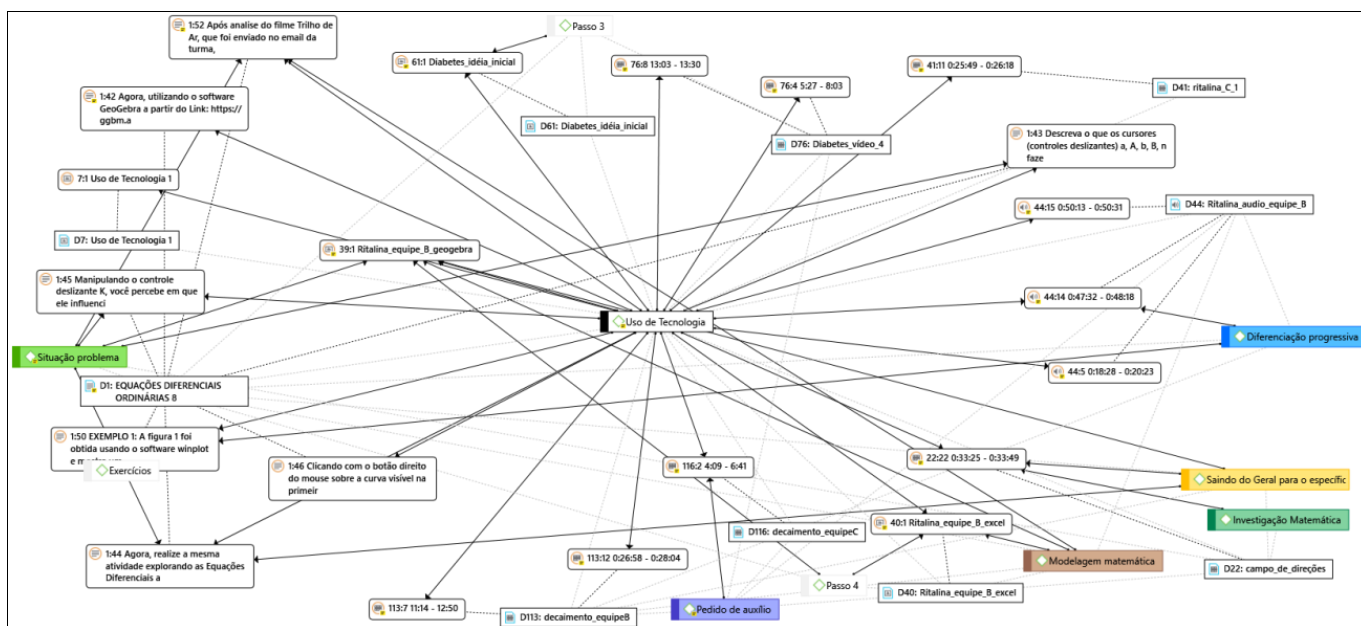 1:52 Após analise do filme Trilho de
Ar, que foi enviado no email da
turma,
Passo 3
61:1 Diabetes_idéia_inicial
76:8 13:03 - 13:30
41:11 0:25:49 - 0:26:18
76:4 5:27 - 8:03
D41: ritalina_C_1
1:42 Agora, utilizando o software
GeoGebra a partir do Link: https://
ggbm.a
D61: Diabetes_idéia_inicial
D76: Diabetes_vídeo_4
1:43 Descreva o que os cursores
(controles deslizantes) a, A, b, B, n
faze
7:1 Uso de Tecnologia 1
44:15 0:50:13 - 0:50:31
D44: Ritalina_audio_equipe_B
D7: Uso de Tecnologia 1
39:1 Ritalina_equipe_B_geogebra
1:45 Manipulando o controle
deslizante K, você percebe em que
ele influenci
44:14 0:47:32 - 0:48:18
Uso de Tecnologia
Diferenciação progressiva
Situação problema
44:5 0:18:28 - 0:20:23
D1: EQUAÇÕES DIFERENCIAIS
ORDINÁRIAS 8
1:50 EXEMPLO 1: A figura 1 foi
obtida usando o software winplot
Exercícios
1:46 Clicando com o botão direito
do mouse sobre a curva visível na
primeir
116:2 4:09 - 6:41
22:22 0:33:25 - 0:33:49
Saindo do Geral para o específic
D116: decaimento_equipeC
40:1 Ritalina_equipe_B_excel
Investigação Matemática
1:44 Agora, realize a mesma
atividade explorando as Equações
Diferenciais a
113:12 0:26:58 - 0:28:04
Modelagem matemática
D22: campo_de_direções
Passo 4
D40: Ritalina_equipe_B_excel
113:7 11:14 - 12:50
D113: decaimento_equipeB
Pedido de auxílio